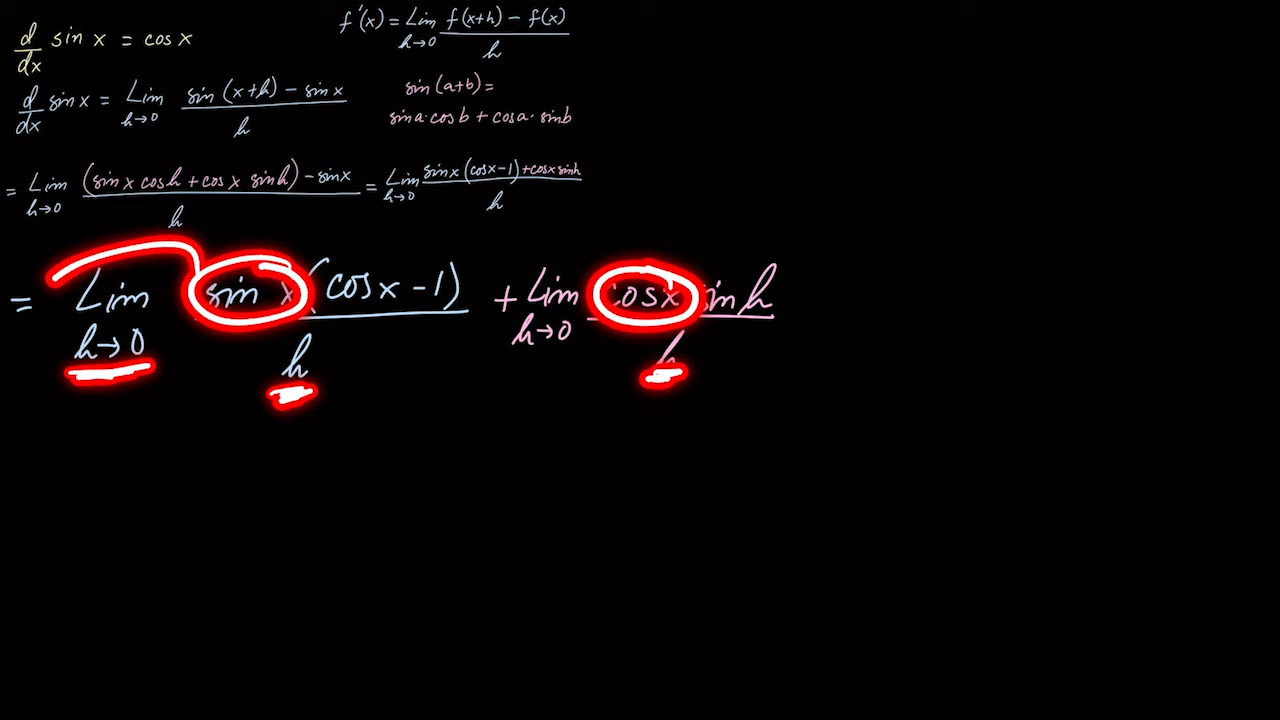 d/dx sin x = cos x
f'(x) = Lim h→0 f(x+h) − f(x) / h
d/dx sin x = Lim h→0 sin (x+h) − sin x / h
sin (a+b) =
sin a · cos b + cos a · sin b
= Lim h→0 (sin x cos h + cos x sin h) − sin x / h = Lim h→0 sin x (cos x − 1) + cos x sin h / h
= Lim h→0 sin x (cos x − 1) / h + Lim h→0 cos x sin h / h